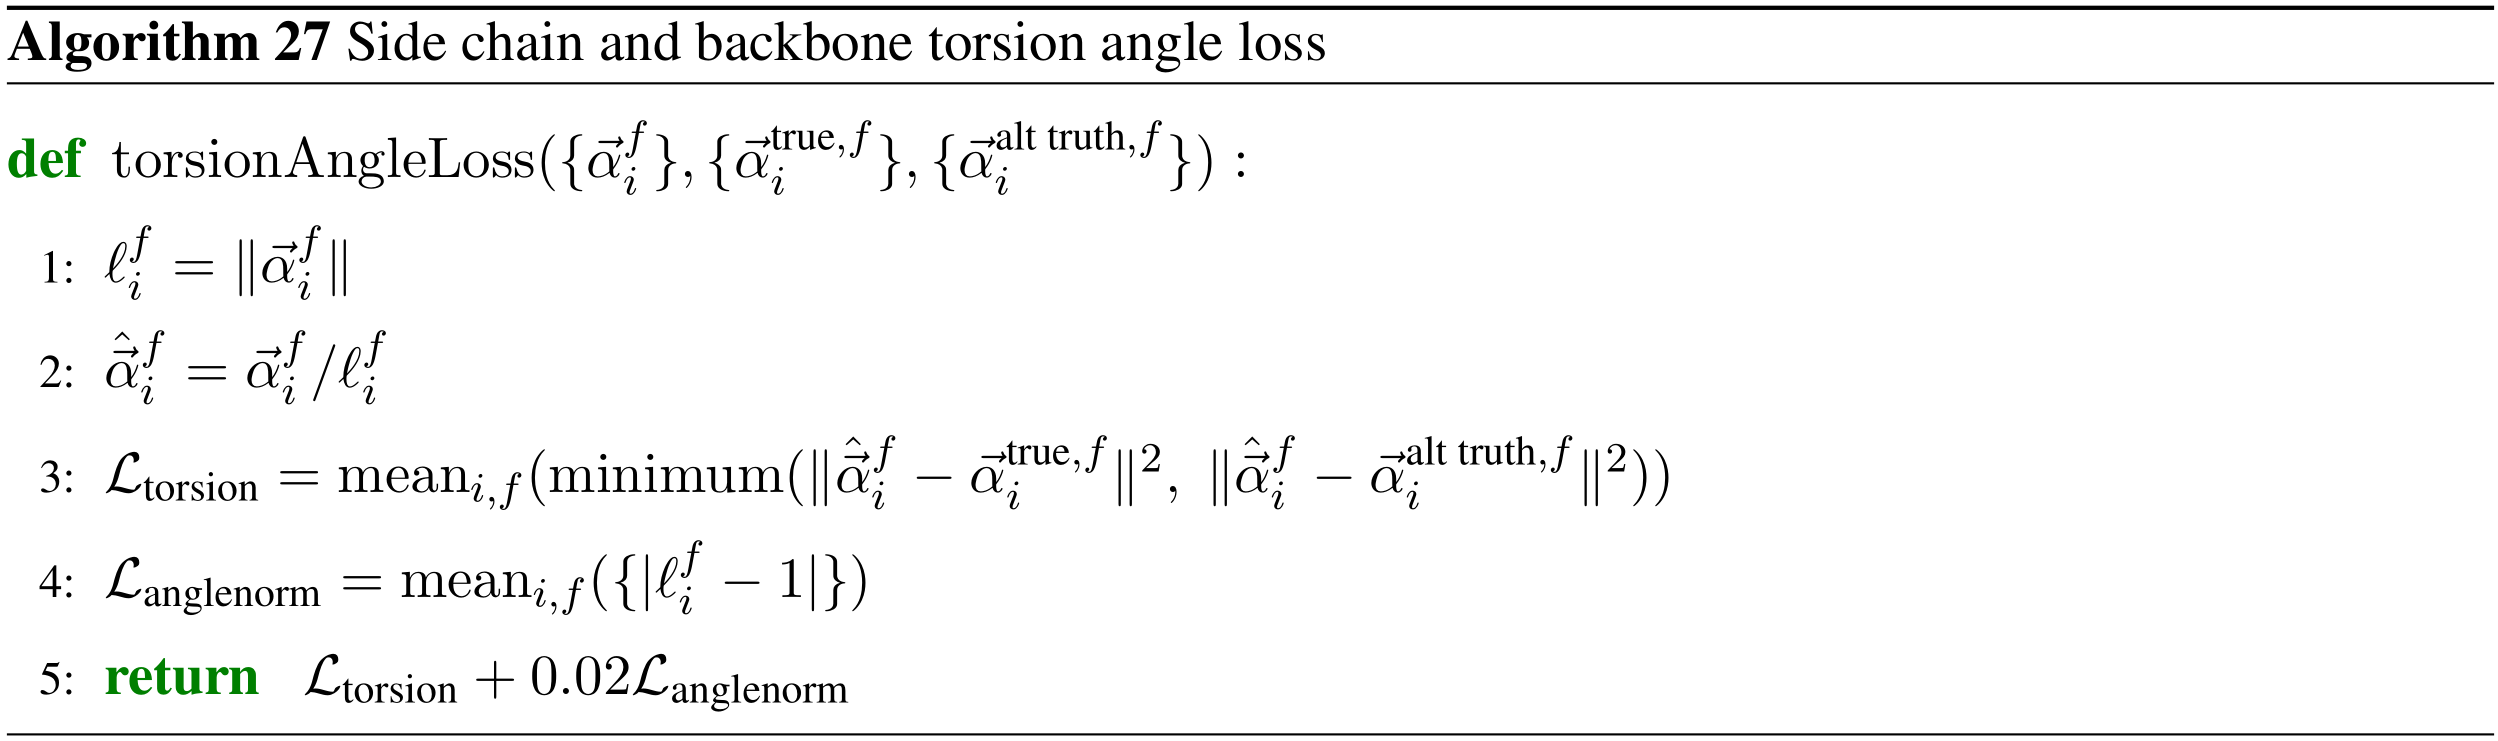 Algorithm 27 Side chain and backbone torsion angle loss
def torsionAngleLoss({$\vec{\alpha}_i^f$}, {$\vec{\alpha}_i^{\text{true},f}$}, {$\vec{\alpha}_i^{\text{alt truth},f}$}) :
1: $\ell_i^f = \|\vec{\alpha}_i^f\|$
2: $\hat{\vec{\alpha}}_i^f = \vec{\alpha}_i^f / \ell_i^f$
3: $\mathcal{L}_{\text{torsion}} = \text{mean}_{i,f}(\text{minimum}(\|\hat{\vec{\alpha}}_i^f - \vec{\alpha}_i^{\text{true},f}\|^2, \|\hat{\vec{\alpha}}_i^f - \vec{\alpha}_i^{\text{alt truth},f}\|^2))$
4: $\mathcal{L}_{\text{anglenorm}} = \text{mean}_{i,f}(\{|\ell_i^f - 1|\})$
5: return $\mathcal{L}_{\text{torsion}} + 0.02\mathcal{L}_{\text{anglenorm}}$